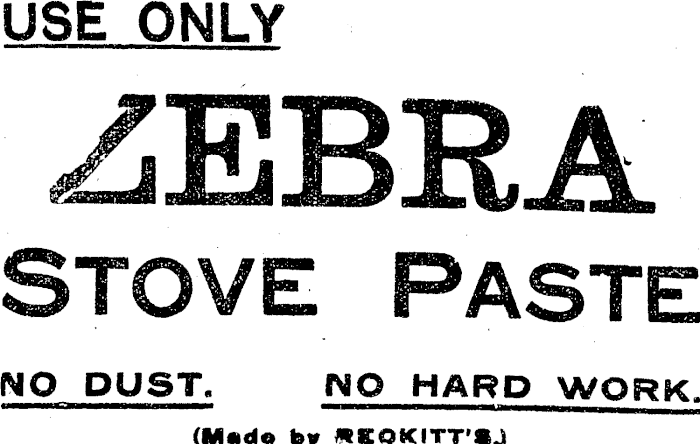 USE ONLY
ZEBRA
STOVE PASTE
NO DUST. NO HARD WORK.
(Made by RECKITT'S.)